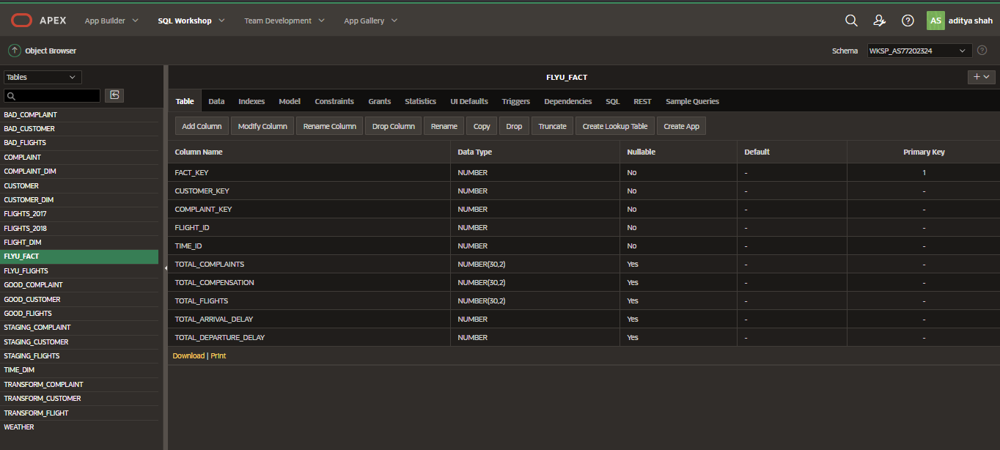 APEX App Builder SQL Workshop Team Development App Gallery AS aditya shah
Object Browser Schema WKSP_AS77202324
Tables FLYU_FACT
Table Data Indexes Model Constraints Grants Statistics UI Defaults Triggers Dependencies SQL REST Sample Queries
BAD_COMPLAINT
BAD_CUSTOMER
BAD_FLIGHTS
COMPLAINT
COMPLAINT_DIM
CUSTOMER
CUSTOMER_DIM
FLIGHTS_2017
FLIGHTS_2018
FLIGHT_DIM
FLYU_FACT
FLYU_FLIGHTS
GOOD_COMPLAINT
GOOD_CUSTOMER
GOOD_FLIGHTS
STAGING_COMPLAINT
STAGING_CUSTOMER
STAGING_FLIGHTS
TIME_DIM
TRANSFORM_COMPLAINT
TRANSFORM_CUSTOMER
TRANSFORM_FLIGHT
WEATHER
Add Column Modify Column Rename Column Drop Column Rename Copy Drop Truncate Create Lookup Table Create App
Column Name Data Type Nullable Default Primary Key
FACT_KEY NUMBER No - 1
CUSTOMER_KEY NUMBER No - -
COMPLAINT_KEY NUMBER No - -
FLIGHT_ID NUMBER No - -
TIME_ID NUMBER No - -
TOTAL_COMPLAINTS NUMBER(30,2) Yes - -
TOTAL_COMPENSATION NUMBER(30,2) Yes - -
TOTAL_FLIGHTS NUMBER(30,2) Yes - -
TOTAL_ARRIVAL_DELAY NUMBER Yes - -
TOTAL_DEPARTURE_DELAY NUMBER Yes - -
Download | Print